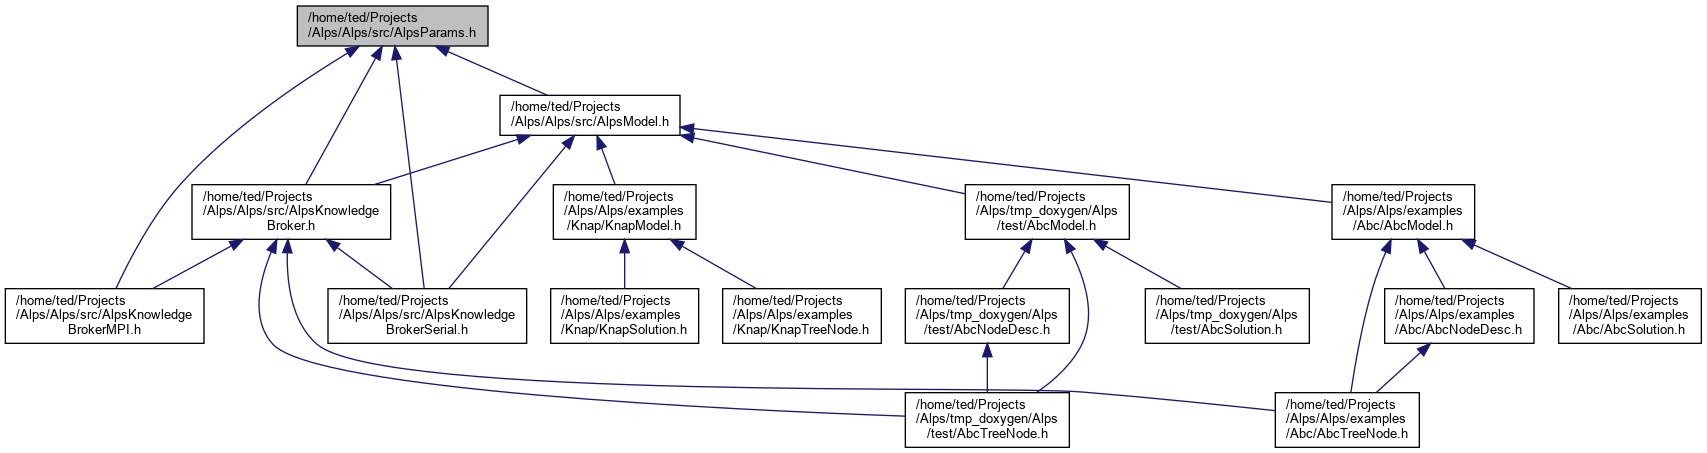 /home/ted/Projects
/Alps/Alps/src/AlpsParams.h
/home/ted/Projects
/Alps/Alps/src/AlpsModel.h
/home/ted/Projects
/Alps/Alps/src/AlpsKnowledge
Broker.h
/home/ted/Projects
/Alps/Alps/examples
/Knap/KnapModel.h
/home/ted/Projects
/Alps/tmp_doxygen/Alps
/test/AbcModel.h
/home/ted/Projects
/Alps/Alps/examples
/Abc/AbcModel.h
/home/ted/Projects
/Alps/Alps/src/AlpsKnowledge
BrokerMPI.h
/home/ted/Projects
/Alps/Alps/src/AlpsKnowledge
BrokerSerial.h
/home/ted/Projects
/Alps/Alps/examples
/Knap/KnapSolution.h
/home/ted/Projects
/Alps/Alps/examples
/Knap/KnapTreeNode.h
/home/ted/Projects
/Alps/tmp_doxygen/Alps
/test/AbcNodeDesc.h
/home/ted/Projects
/Alps/tmp_doxygen/Alps
/test/AbcSolution.h
/home/ted/Projects
/Alps/Alps/examples
/Abc/AbcNodeDesc.h
/home/ted/Projects
/Alps/Alps/examples
/Abc/AbcSolution.h
/home/ted/Projects
/Alps/tmp_doxygen/Alps
/test/AbcTreeNode.h
/home/ted/Projects
/Alps/Alps/examples
/Abc/AbcTreeNode.h